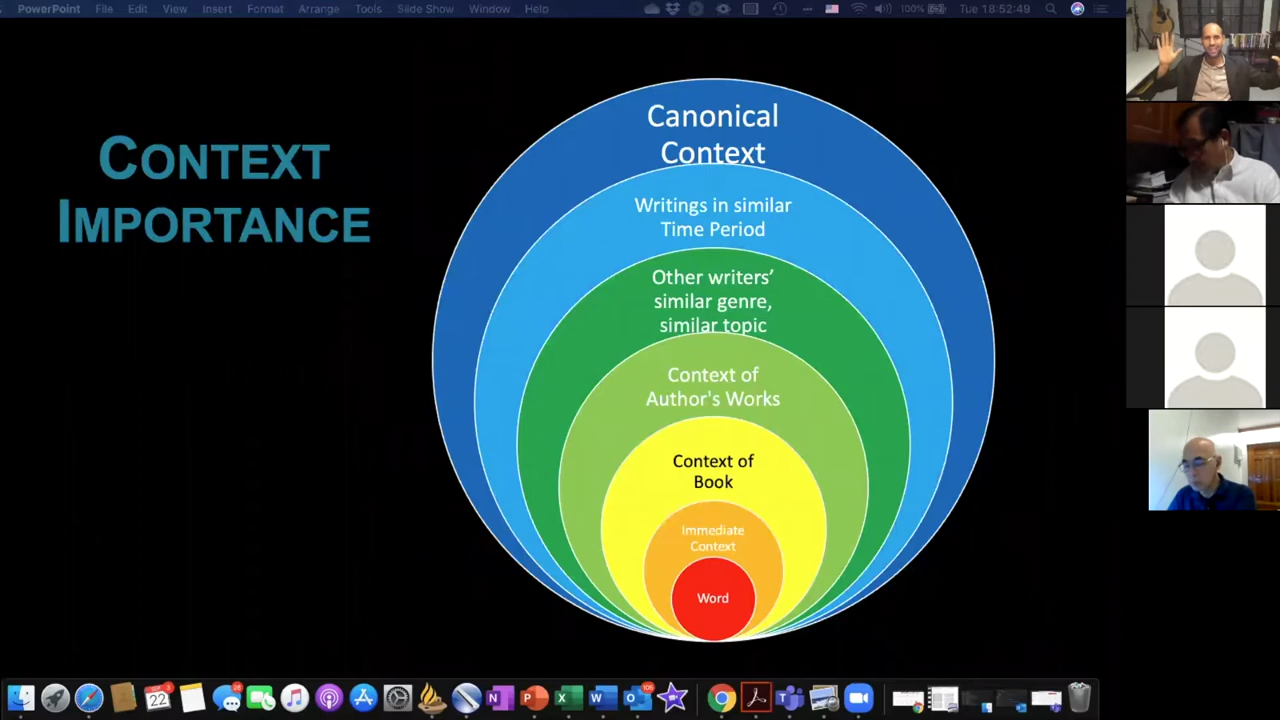 PowerPoint File Edit View Insert Format Arrange Tools Slide Show Window Help 100% Tue 18:52:49
CONTEXT
IMPORTANCE
Canonical
Context
Writings in similar
Time Period
Other writers'
similar genre,
similar topic
Context of
Author's Works
Context of
Book
Immediate
Context
Word
22